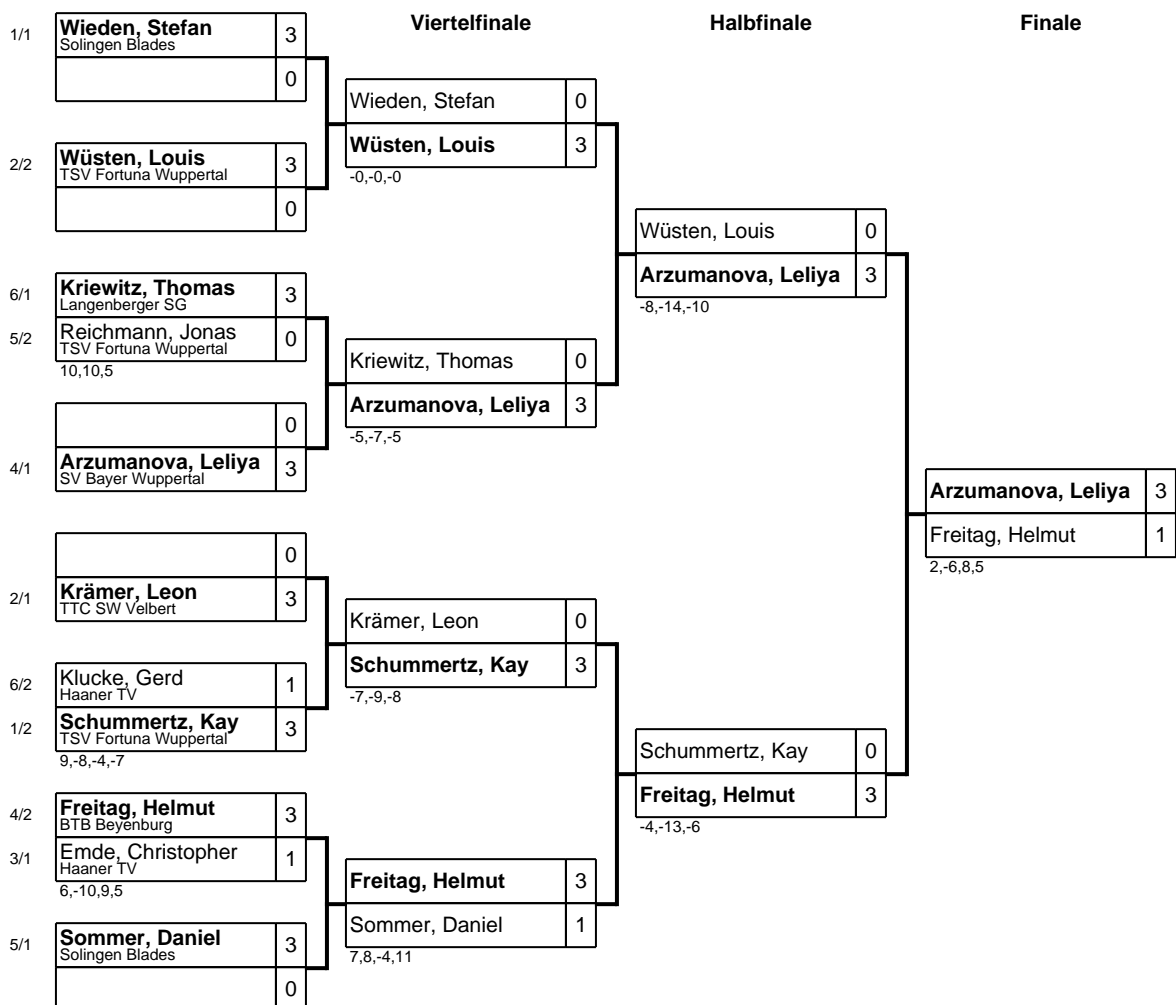 Viertelfinale
Halbfinale
Finale
1/1 Wieden, Stefan 3
Solingen Blades
0
2/2 Wüsten, Louis 3
TSV Fortuna Wuppertal
0
6/1 Kriewitz, Thomas 3
Langenberger SG
5/2 Reichmann, Jonas 0
TSV Fortuna Wuppertal
10,10,5
0
4/1 Arzumanova, Leliya 3
SV Bayer Wuppertal
0
2/1 Krämer, Leon 3
TTC SW Velbert
6/2 Klucke, Gerd 1
Haaner TV
1/2 Schummertz, Kay 3
TSV Fortuna Wuppertal
9,-8,-4,-7
4/2 Freitag, Helmut 3
BTB Beyenburg
3/1 Emde, Christopher 1
Haaner TV
6,-10,9,5
5/1 Sommer, Daniel 3
Solingen Blades
0
Wieden, Stefan 0
Wüsten, Louis 3
-0,-0,-0
Kriewitz, Thomas 0
Arzumanova, Leliya 3
-5,-7,-5
Krämer, Leon 0
Schummertz, Kay 3
-7,-9,-8
Freitag, Helmut 3
Sommer, Daniel 1
7,8,-4,11
Wüsten, Louis 0
Arzumanova, Leliya 3
-8,-14,-10
Schummertz, Kay 0
Freitag, Helmut 3
-4,-13,-6
Arzumanova, Leliya 3
Freitag, Helmut 1
2,-6,8,5